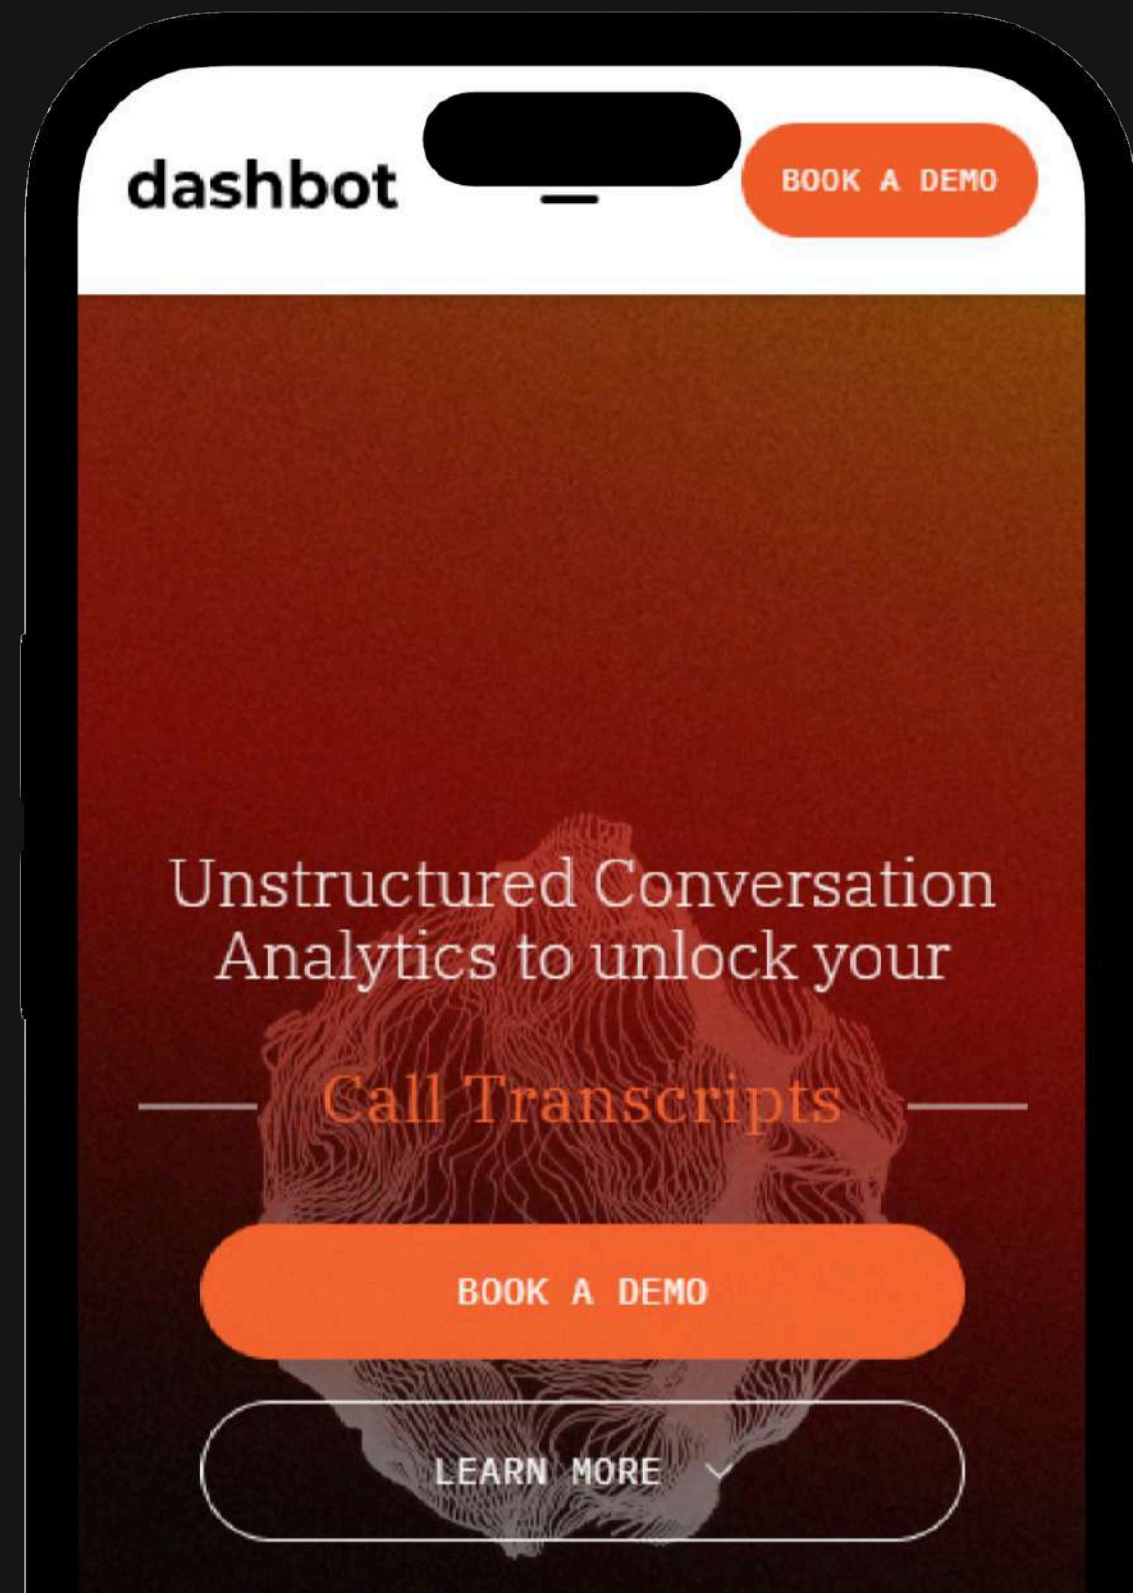 dashbot
BOOK A DEMO
Unstructured Conversation
Analytics to unlock your
Call Transcripts
BOOK A DEMO
LEARN MORE